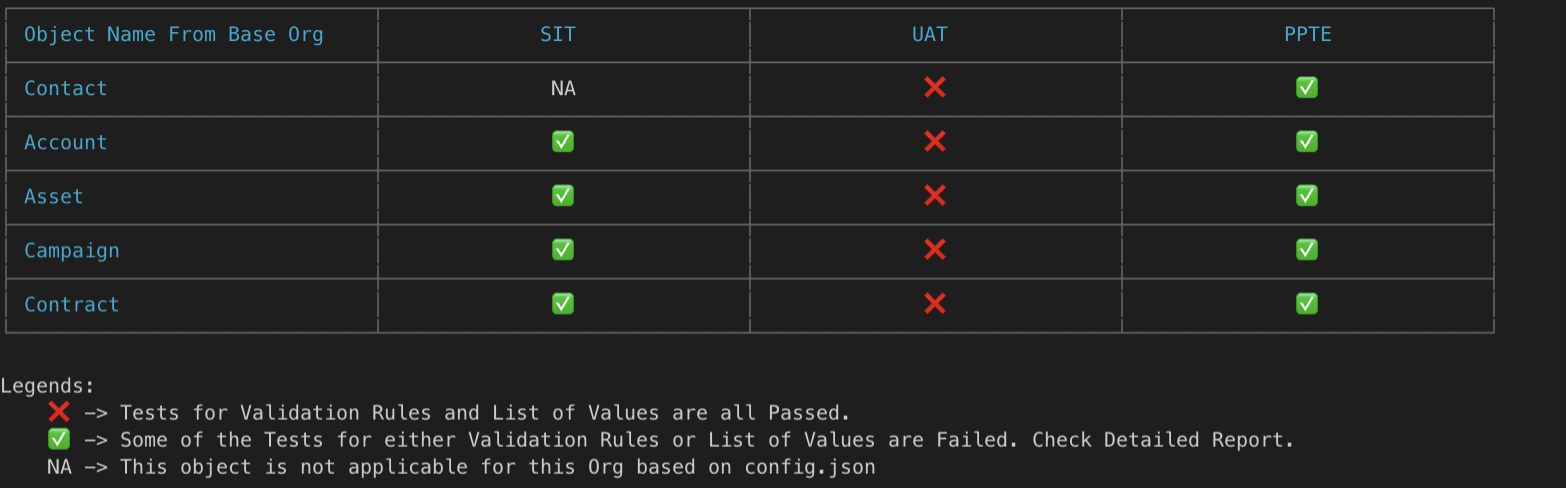 Object Name From Base Org SIT UAT PPTE
Contact NA ❌ ✅
Account ✅ ❌ ✅
Asset ✅ ❌ ✅
Campaign ✅ ❌ ✅
Contract ✅ ❌ ✅
Legends:
❌ -> Tests for Validation Rules and List of Values are all Passed.
✅ -> Some of the Tests for either Validation Rules or List of Values are Failed. Check Detailed Report.
NA -> This object is not applicable for this Org based on config.json